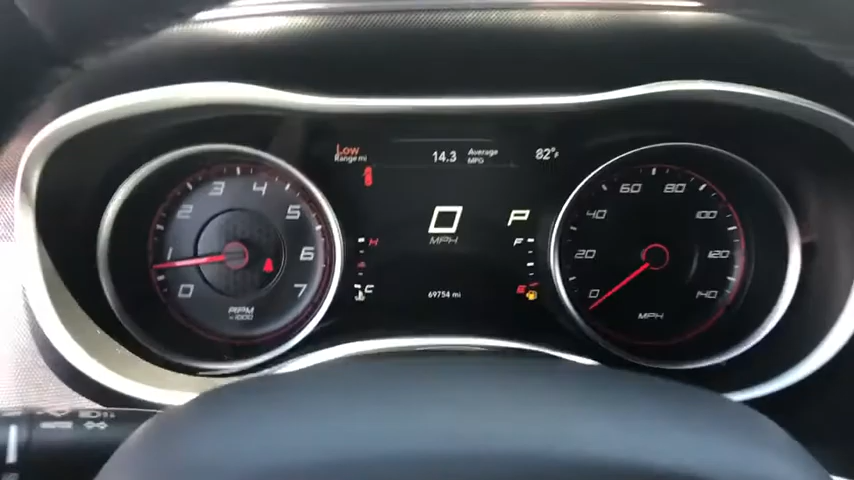 Low
Range mi
14.3 Average
MPG
82°F
0
MPH
P
H
C
F
E
69754 mi
0 1 2 3 4 5 6 7
RPM
x1000
0 20 40 60 80 100 120 140
MPH